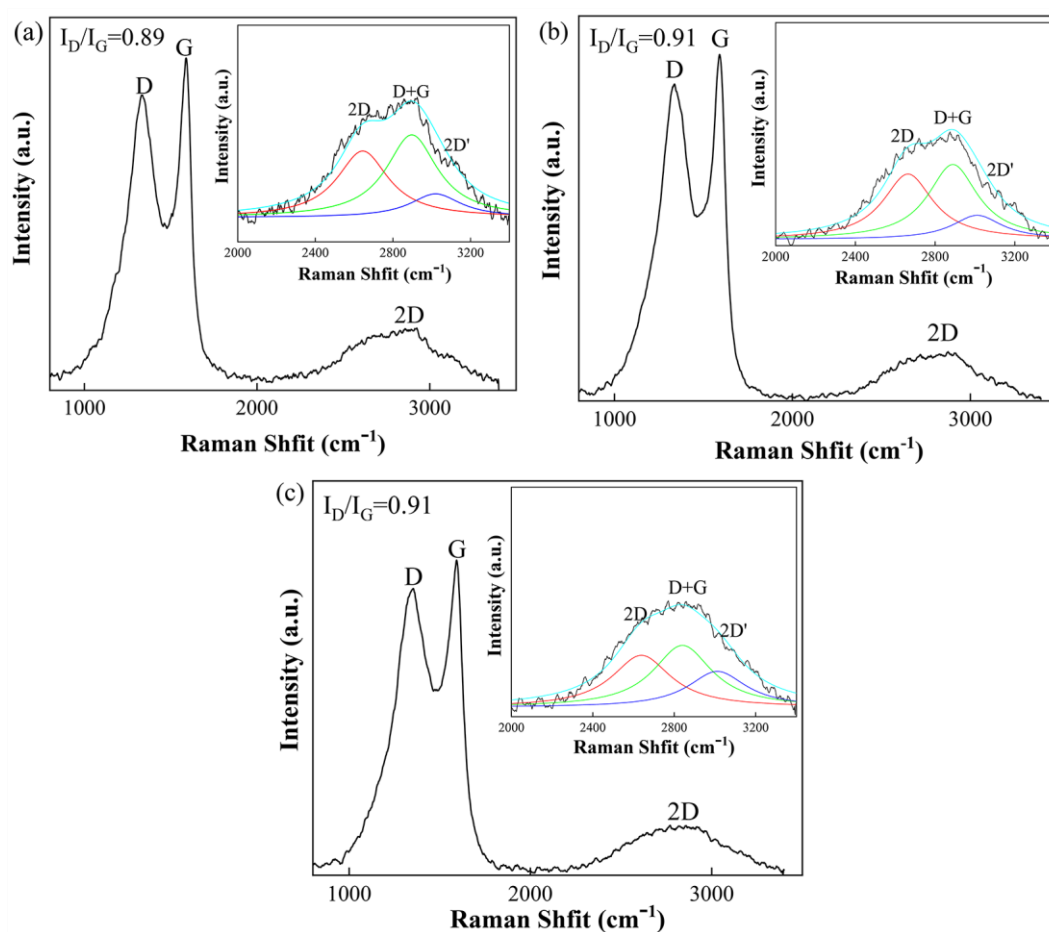 (a)
I_D/I_G=0.89
D
G
2D
Intensity (a.u.)
1000 2000 3000
Raman Shfit (cm⁻¹)
2D
D+G
2D'
Intensity (a.u.)
2000 2400 2800 3200
Raman Shfit (cm⁻¹)
(b)
I_D/I_G=0.91
D
G
2D
Intensity (a.u.)
1000 2000 3000
Raman Shfit (cm⁻¹)
2D
D+G
2D'
Intensity (a.u.)
2000 2400 2800 3200
Raman Shfit (cm⁻¹)
(c)
I_D/I_G=0.91
D
G
2D
Intensity (a.u.)
1000 2000 3000
Raman Shfit (cm⁻¹)
2D
D+G
2D'
Intensity (a.u.)
2000 2400 2800 3200
Raman Shfit (cm⁻¹)